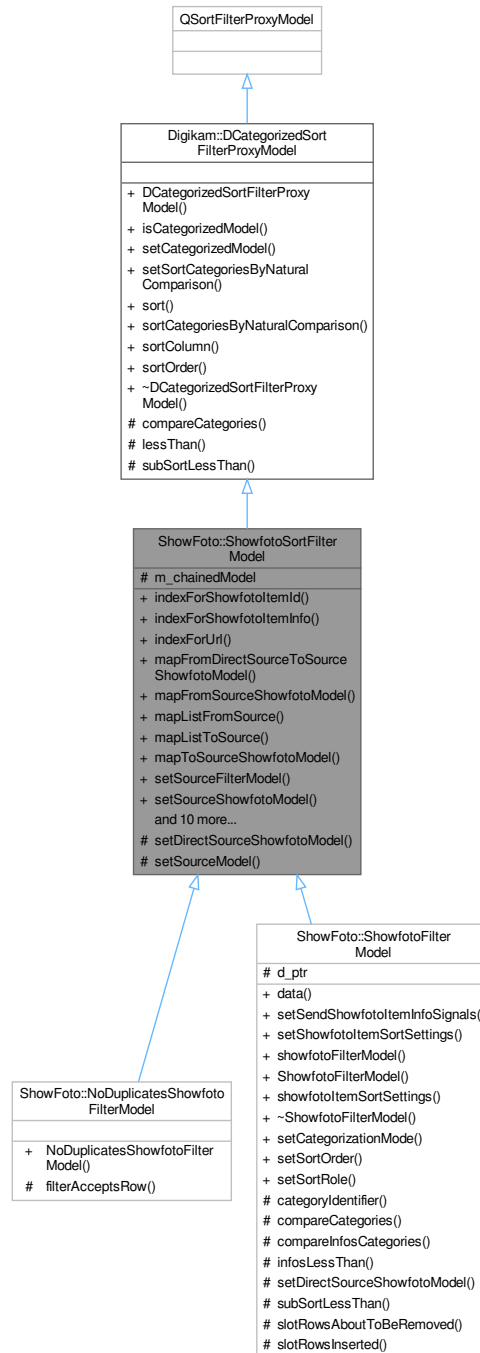 QSortFilterProxyModel
Digikam::DCategorizedSort
FilterProxyModel
+ DCategorizedSortFilterProxy
Model()
+ isCategorizedModel()
+ setCategorizedModel()
+ setSortCategoriesByNatural
Comparison()
+ sort()
+ sortCategoriesByNaturalComparison()
+ sortColumn()
+ sortOrder()
+ ~DCategorizedSortFilterProxy
Model()
# compareCategories()
# lessThan()
# subSortLessThan()
ShowFoto::ShowfotoSortFilter
Model
# m_chainedModel
+ indexForShowfotoItemId()
+ indexForShowfotoItemInfo()
+ indexForUrl()
+ mapFromDirectSourceToSource
ShowfotoModel()
+ mapFromSourceShowfotoModel()
+ mapListFromSource()
+ mapListToSource()
+ mapToSourceShowfotoModel()
+ setSourceFilterModel()
+ setSourceShowfotoModel()
and 10 more...
# setDirectSourceShowfotoModel()
# setSourceModel()
ShowFoto::NoDuplicatesShowfoto
FilterModel
+ NoDuplicatesShowfotoFilter
Model()
# filterAcceptsRow()
ShowFoto::ShowfotoFilter
Model
# d_ptr
+ data()
+ setSendShowfotoItemInfoSignals(
+ setShowfotoItemSortSettings()
+ showfotoFilterModel()
+ ShowfotoFilterModel()
+ showfotoItemSortSettings()
+ ~ShowfotoFilterModel()
+ setCategorizationMode()
+ setSortOrder()
+ setSortRole()
# categoryIdentifier()
# compareCategories()
# compareInfosCategories()
# infosLessThan()
# setDirectSourceShowfotoModel()
# subSortLessThan()
# slotRowsAboutToBeRemoved()
# slotRowsInserted()